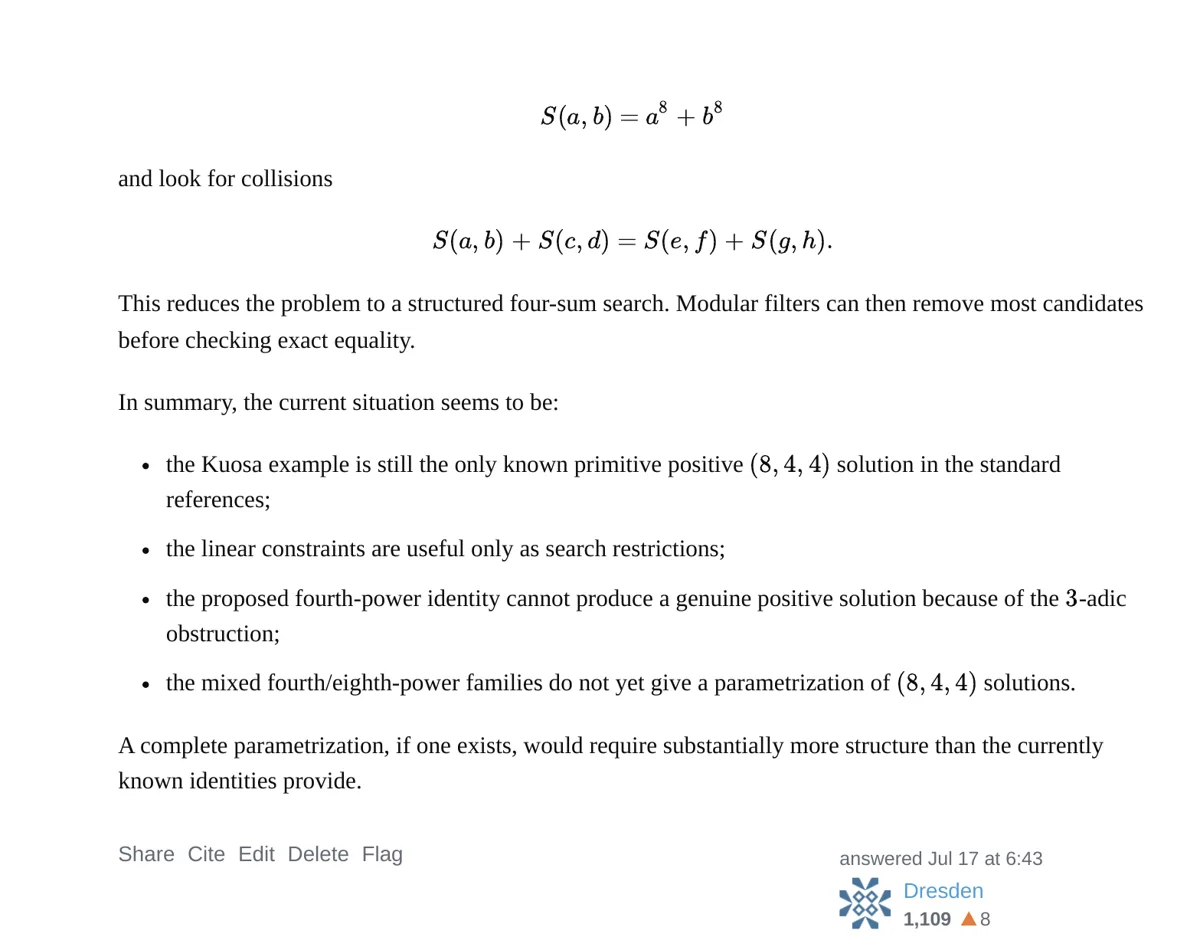 S(a, b) = a⁸ + b⁸
and look for collisions
S(a, b) + S(c, d) = S(e, f) + S(g, h).
This reduces the problem to a structured four-sum search. Modular filters can then remove most candidates
before checking exact equality.
In summary, the current situation seems to be:
• the Kuosa example is still the only known primitive positive (8, 4, 4) solution in the standard
references;
• the linear constraints are useful only as search restrictions;
• the proposed fourth-power identity cannot produce a genuine positive solution because of the 3-adic
obstruction;
• the mixed fourth/eighth-power families do not yet give a parametrization of (8, 4, 4) solutions.
A complete parametrization, if one exists, would require substantially more structure than the currently
known identities provide.
Share Cite Edit Delete Flag
answered Jul 17 at 6:43
Dresden
1,109 ▲8